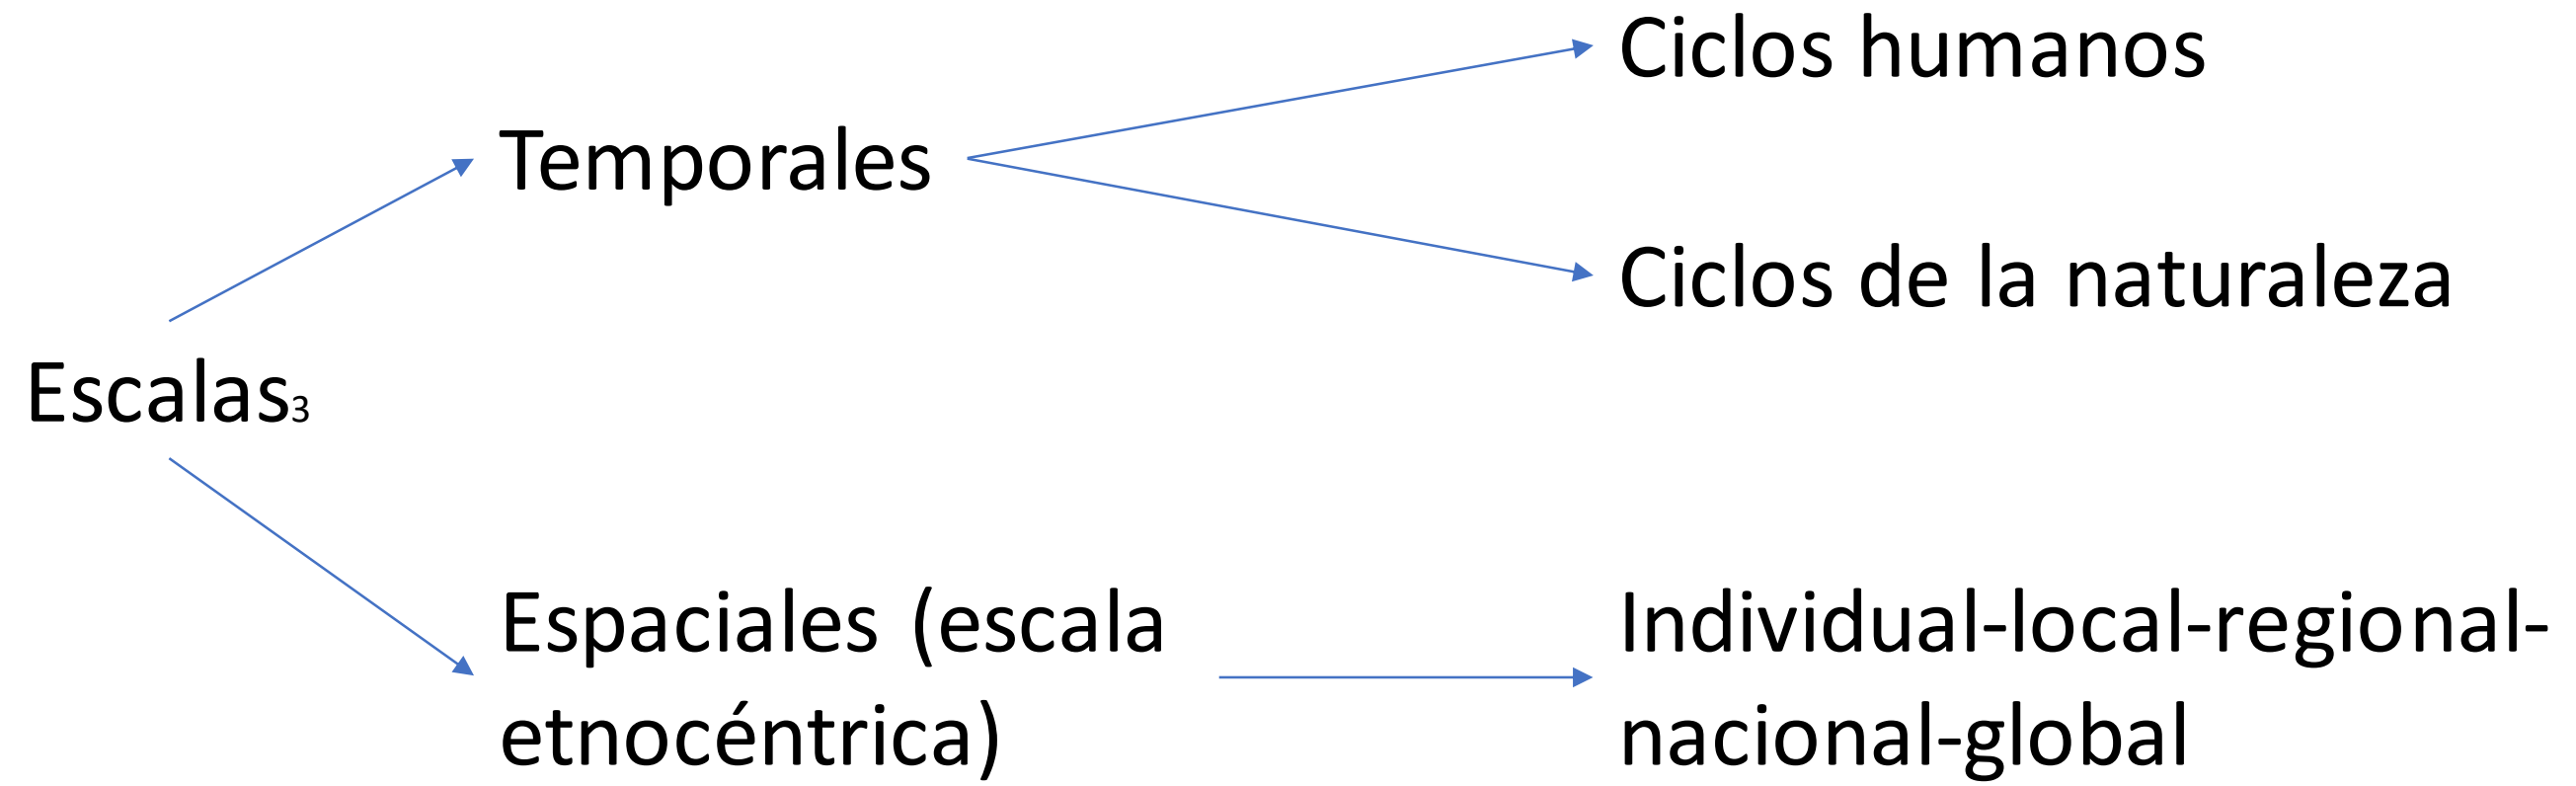 Ciclos humanos
Temporales
Ciclos de la naturaleza
Escalas₃
Espaciales (escala
etnocéntrica)
Individual-local-regional-
nacional-global